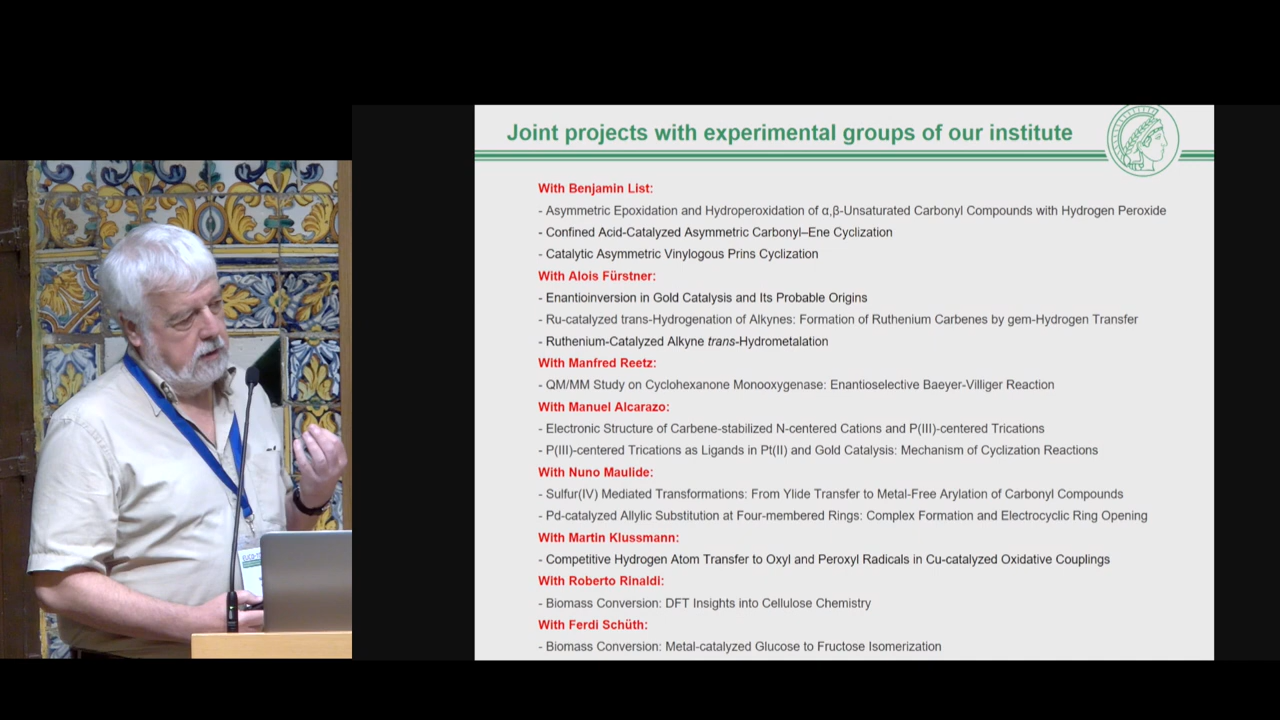 Joint projects with experimental groups of our institute
With Benjamin List:
- Asymmetric Epoxidation and Hydroperoxidation of α,β-Unsaturated Carbonyl Compounds with Hydrogen Peroxide
- Confined Acid-Catalyzed Asymmetric Carbonyl–Ene Cyclization
- Catalytic Asymmetric Vinylogous Prins Cyclization
With Alois Fürstner:
- Enantioinversion in Gold Catalysis and Its Probable Origins
- Ru-catalyzed trans-Hydrogenation of Alkynes: Formation of Ruthenium Carbenes by gem-Hydrogen Transfer
- Ruthenium-Catalyzed Alkyne trans-Hydrometalation
With Manfred Reetz:
- QM/MM Study on Cyclohexanone Monooxygenase: Enantioselective Baeyer-Villiger Reaction
With Manuel Alcarazo:
- Electronic Structure of Carbene-stabilized N-centered Cations and P(III)-centered Trications
- P(III)-centered Trications as Ligands in Pt(II) and Gold Catalysis: Mechanism of Cyclization Reactions
With Nuno Maulide:
- Sulfur(IV) Mediated Transformations: From Ylide Transfer to Metal-Free Arylation of Carbonyl Compounds
- Pd-catalyzed Allylic Substitution at Four-membered Rings: Complex Formation and Electrocyclic Ring Opening
With Martin Klussmann:
- Competitive Hydrogen Atom Transfer to Oxyl and Peroxyl Radicals in Cu-catalyzed Oxidative Couplings
With Roberto Rinaldi:
- Biomass Conversion: DFT Insights into Cellulose Chemistry
With Ferdi Schüth:
- Biomass Conversion: Metal-catalyzed Glucose to Fructose Isomerization